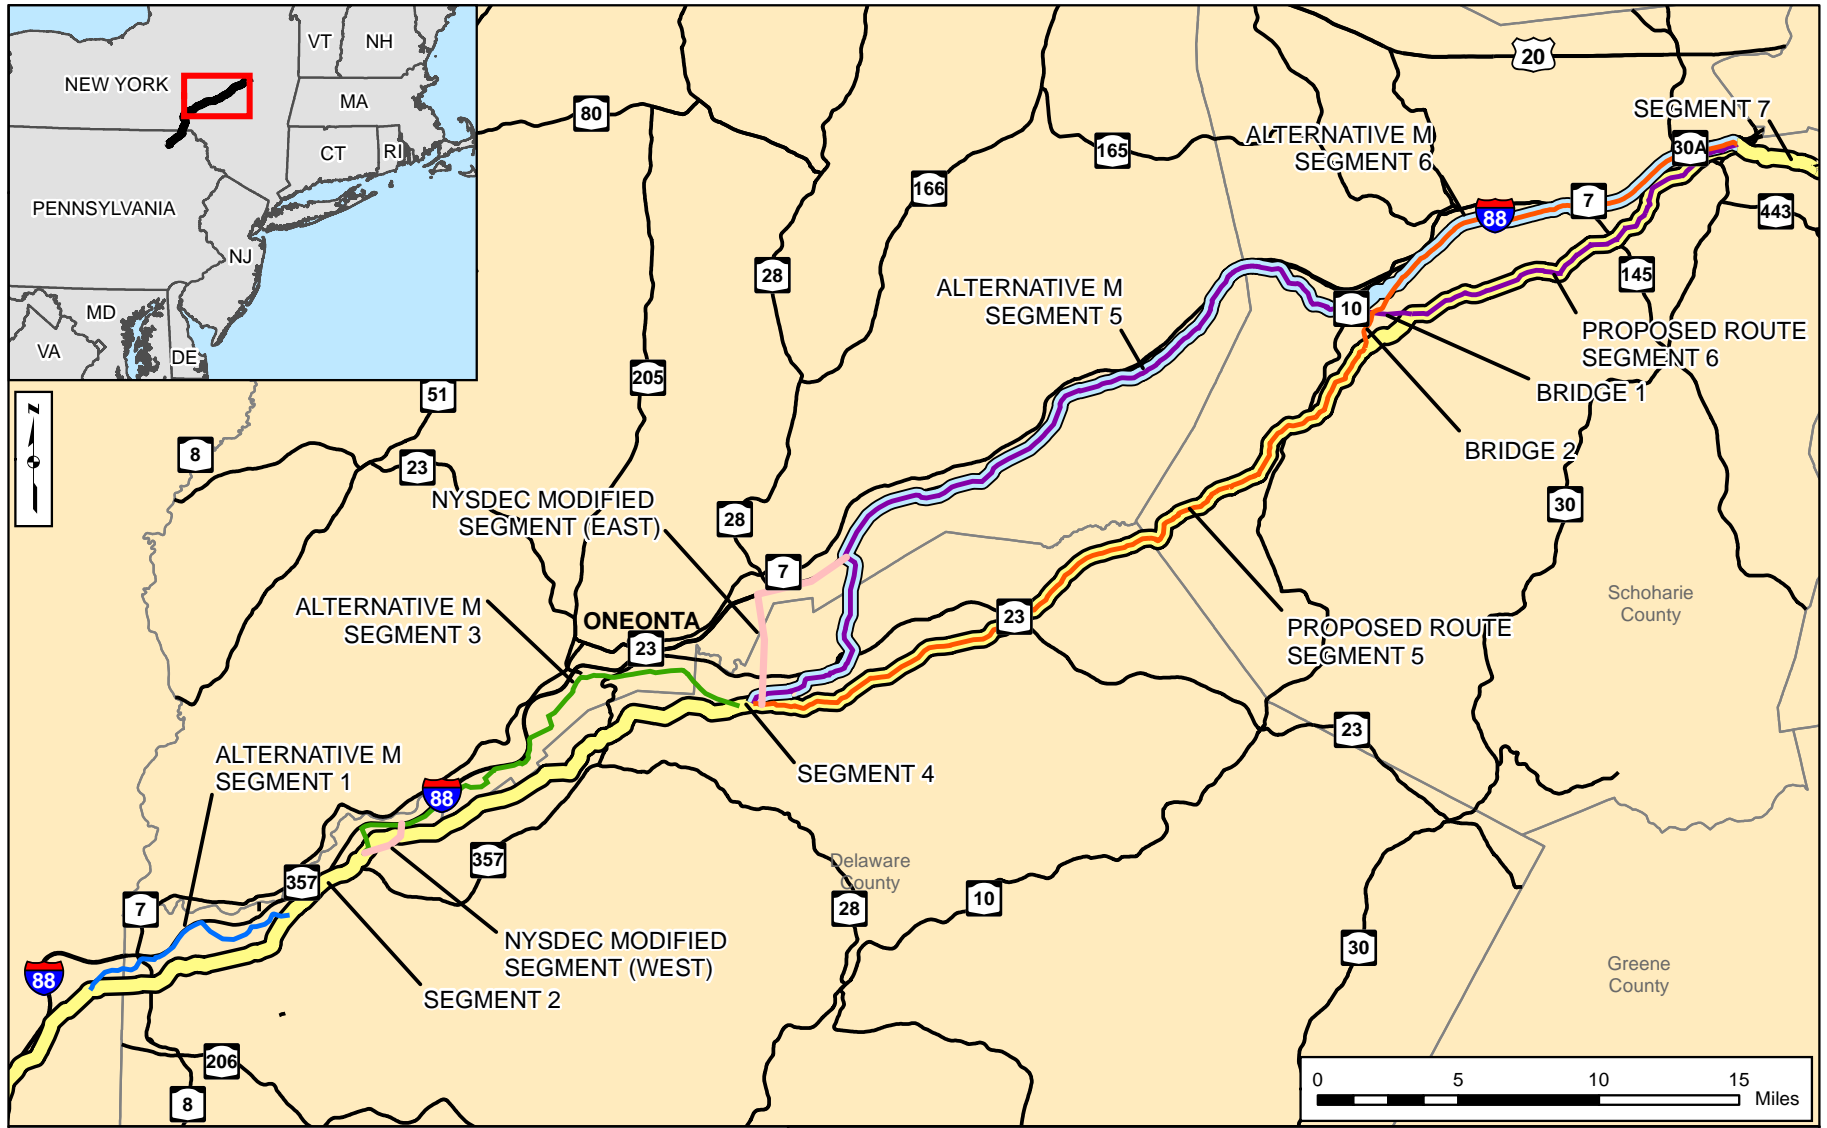 VT
NH
NEW YORK
MA
CT
RI
PENNSYLVANIA
NJ
MD
VA
DE
20
SEGMENT 7
80
ALTERNATIVE M
SEGMENT 6
165
30A
166
7
88
443
28
145
ALTERNATIVE M
SEGMENT 5
10
PROPOSED ROUTE
SEGMENT 6
205
51
BRIDGE 1
N
8
23
BRIDGE 2
NYSDEC MODIFIED
SEGMENT (EAST)
28
30
7
ALTERNATIVE M
SEGMENT 3
ONEONTA
23
23
Schoharie
County
PROPOSED ROUTE
SEGMENT 5
23
ALTERNATIVE M
SEGMENT 1
SEGMENT 4
88
357
357
Delaware
County
7
28
10
NYSDEC MODIFIED
SEGMENT (WEST)
30
88
SEGMENT 2
Greene
County
206
8
0 5 10 15
Miles